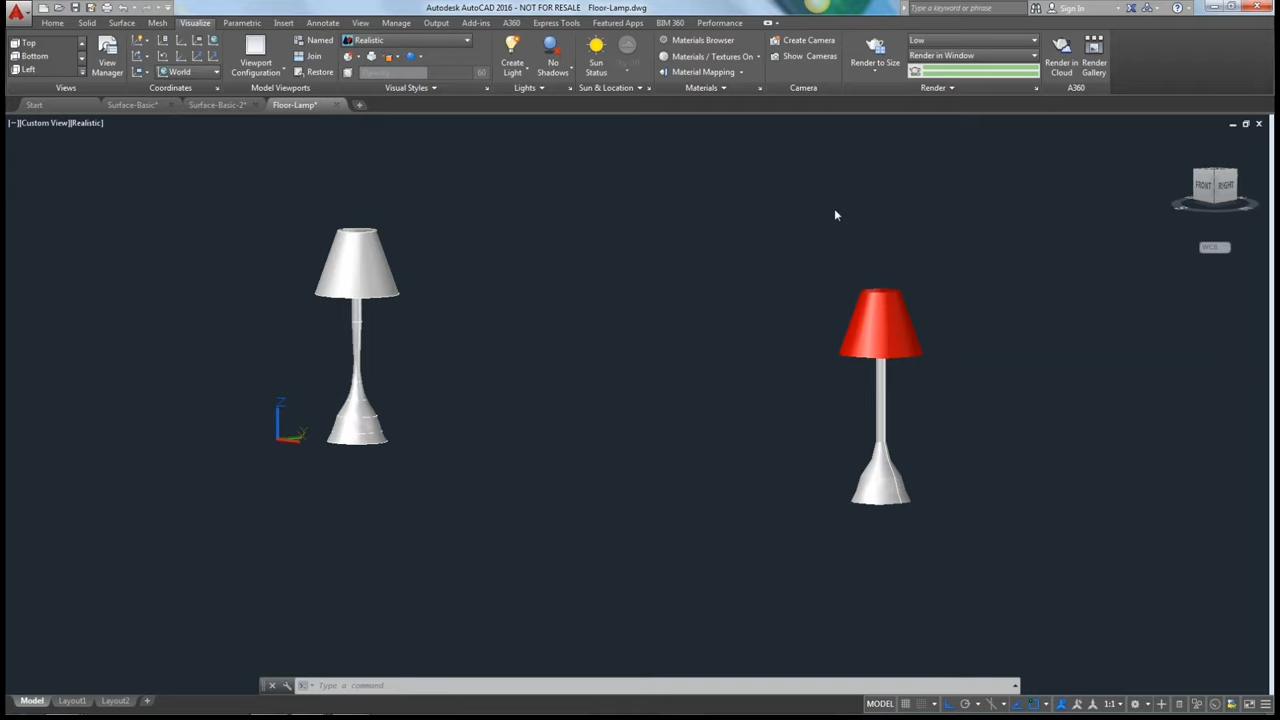 Autodesk AutoCAD 2016 - NOT FOR RESALE Floor-Lamp.dwg
Type a keyword or phrase
Sign In
Home Solid Surface Mesh Visualize Parametric Insert Annotate View Manage Output Add-ins A360 Express Tools Featured Apps BIM 360 Performance
Top
Bottom
Left
View Manager
World
Viewport Configuration
Named
Join
Restore
Realistic
Opacity 60
Create Light
No Shadows
Sun Status
Materials Browser
Materials / Textures On
Material Mapping
Create Camera
Show Cameras
Render to Size
Low
Render in Window
Render in Cloud
Render Gallery
Views Coordinates Model Viewports Visual Styles Lights Sun & Location Materials Camera Render A360
Start Surface-Basic* Surface-Basic-2* Floor-Lamp*
[−][Custom View][Realistic]
FRONT RIGHT
WCS
Z
Type a command
Model Layout1 Layout2
MODEL 1:1